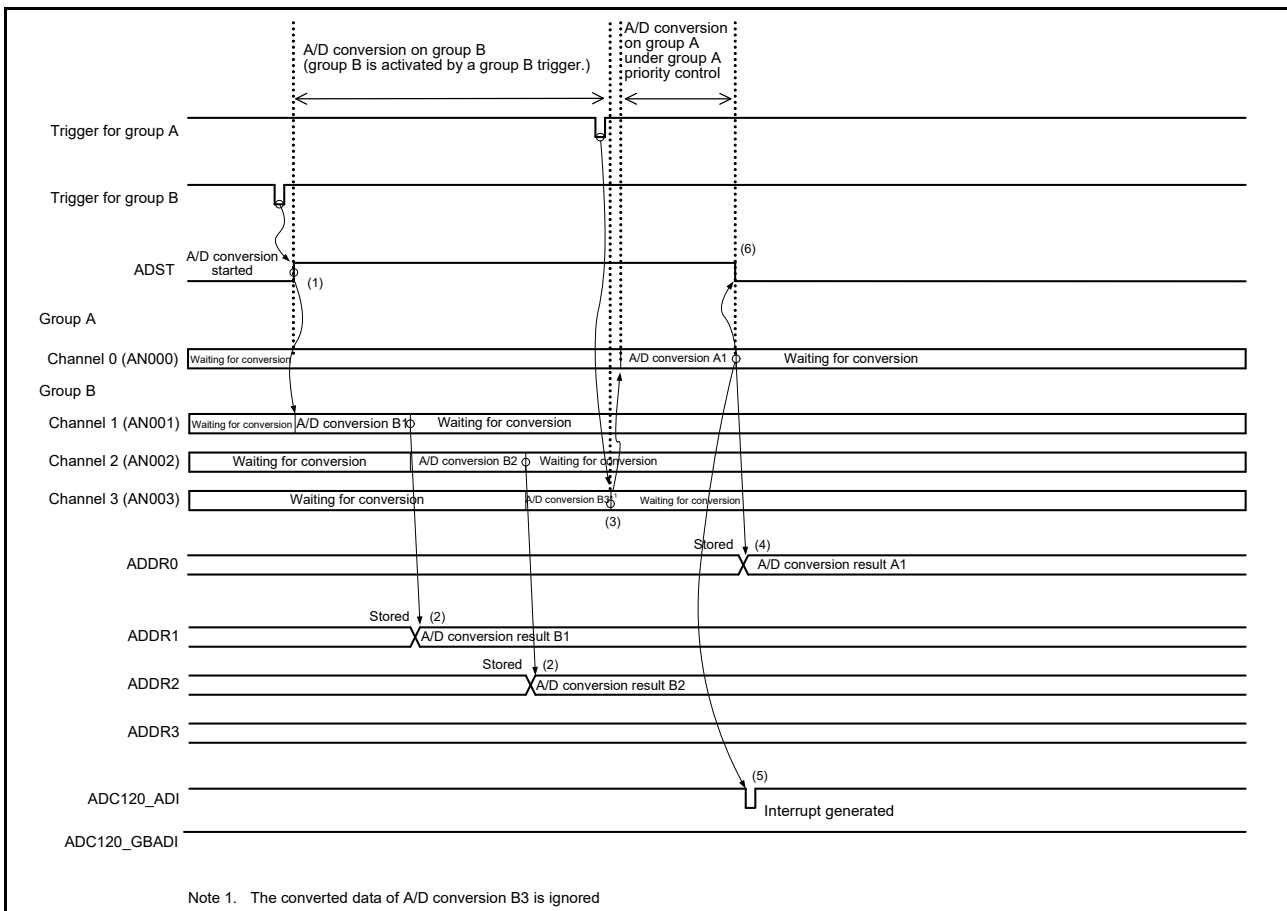 A/D conversion on group B
(group B is activated by a group B trigger.)
A/D conversion
on group A
under group A
priority control
Trigger for group A
Trigger for group B
A/D conversion
started
ADST
(1)
(6)
Group A
Channel 0 (AN000)
Waiting for conversion
A/D conversion A1
Waiting for conversion
Group B
Channel 1 (AN001)
Waiting for conversion
A/D conversion B1
Waiting for conversion
Channel 2 (AN002)
Waiting for conversion
A/D conversion B2
Waiting for conversion
Channel 3 (AN003)
Waiting for conversion
A/D conversion B3*1
Waiting for conversion
(3)
Stored (4)
ADDR0
A/D conversion result A1
Stored (2)
ADDR1
A/D conversion result B1
Stored (2)
ADDR2
A/D conversion result B2
ADDR3
(5)
ADC120_ADI
Interrupt generated
ADC120_GBADI
Note 1. The converted data of A/D conversion B3 is ignored